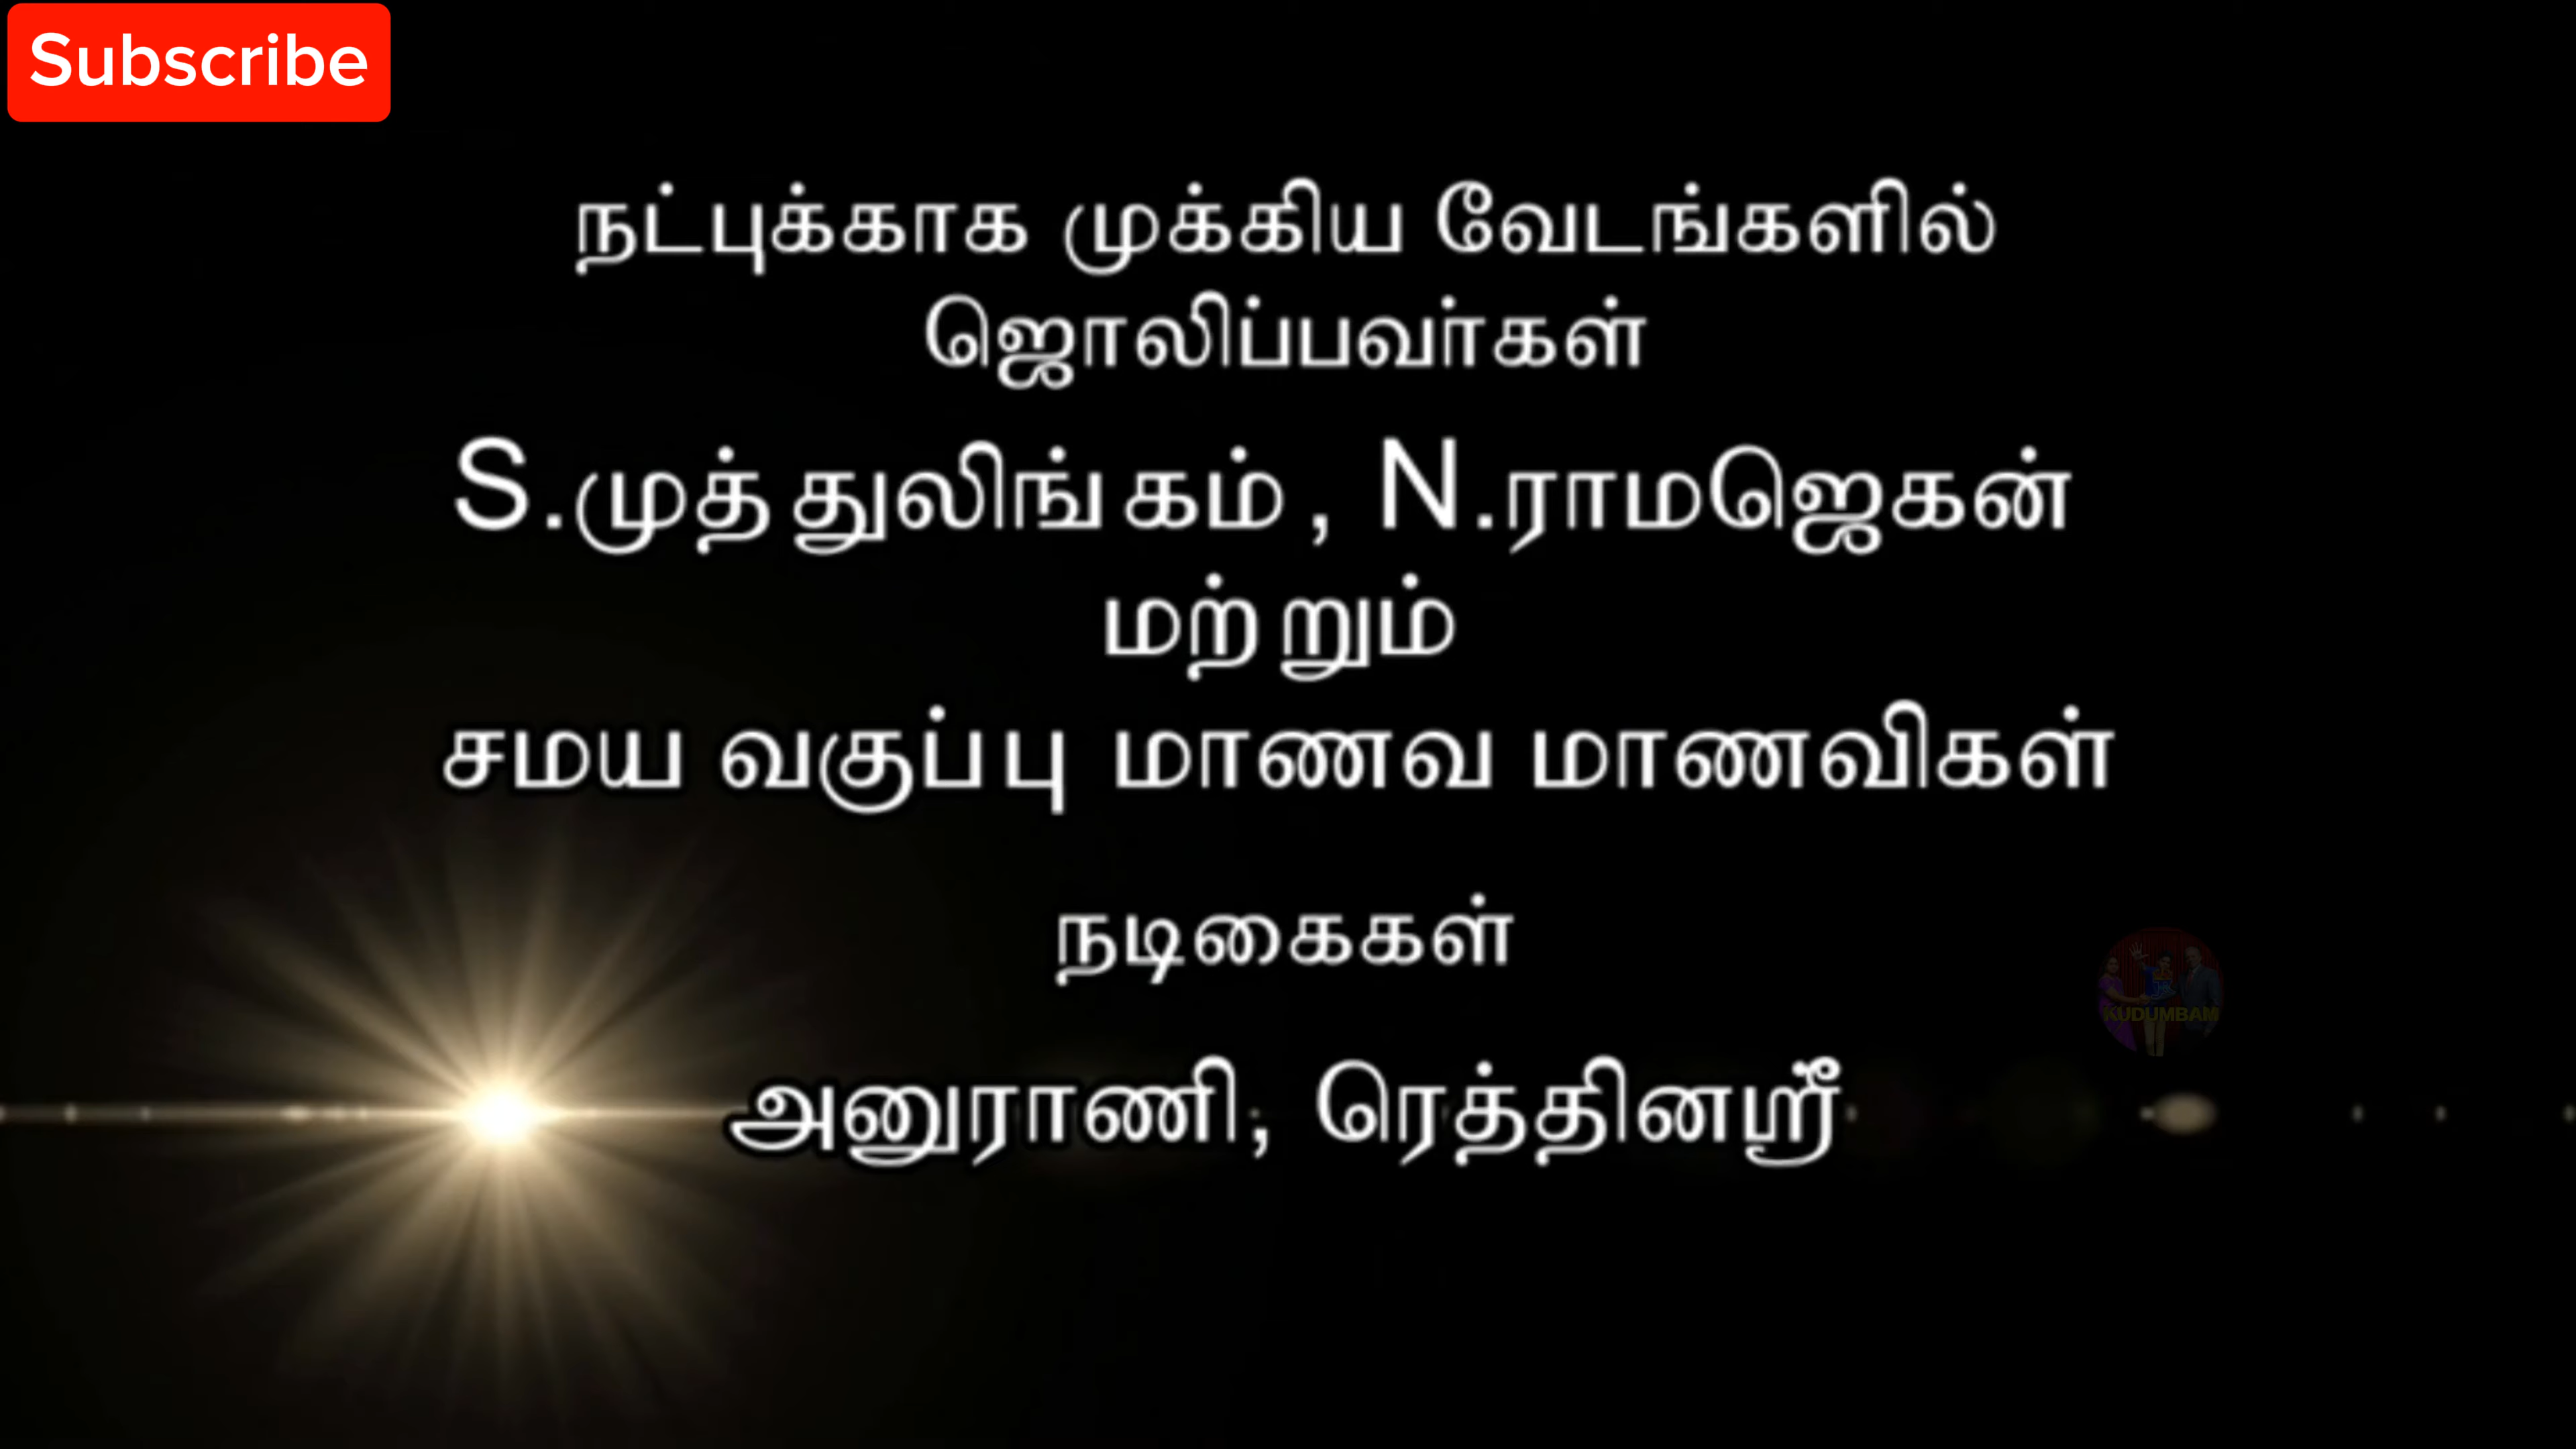 Subscribe
நட்புக்காக முக்கிய வேடங்களில்
ஜொலிப்பவர்கள்
S.முத்துலிங்கம், N.ராமஜெகன்
மற்றும்
சமய வகுப்பு மாணவ மாணவிகள்
நடிகைகள்
KUDUMBAM
அனுராணி, ரெத்தினஸ்ரீ